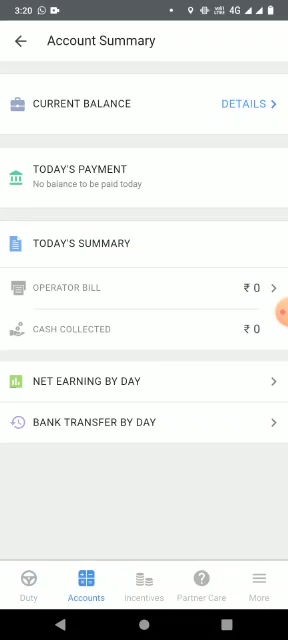 3:20 4G
Account Summary
CURRENT BALANCE DETAILS
TODAY'S PAYMENT
No balance to be paid today
TODAY'S SUMMARY
OPERATOR BILL ₹ 0
CASH COLLECTED ₹ 0
NET EARNING BY DAY
BANK TRANSFER BY DAY
Duty Accounts Incentives Partner Care More